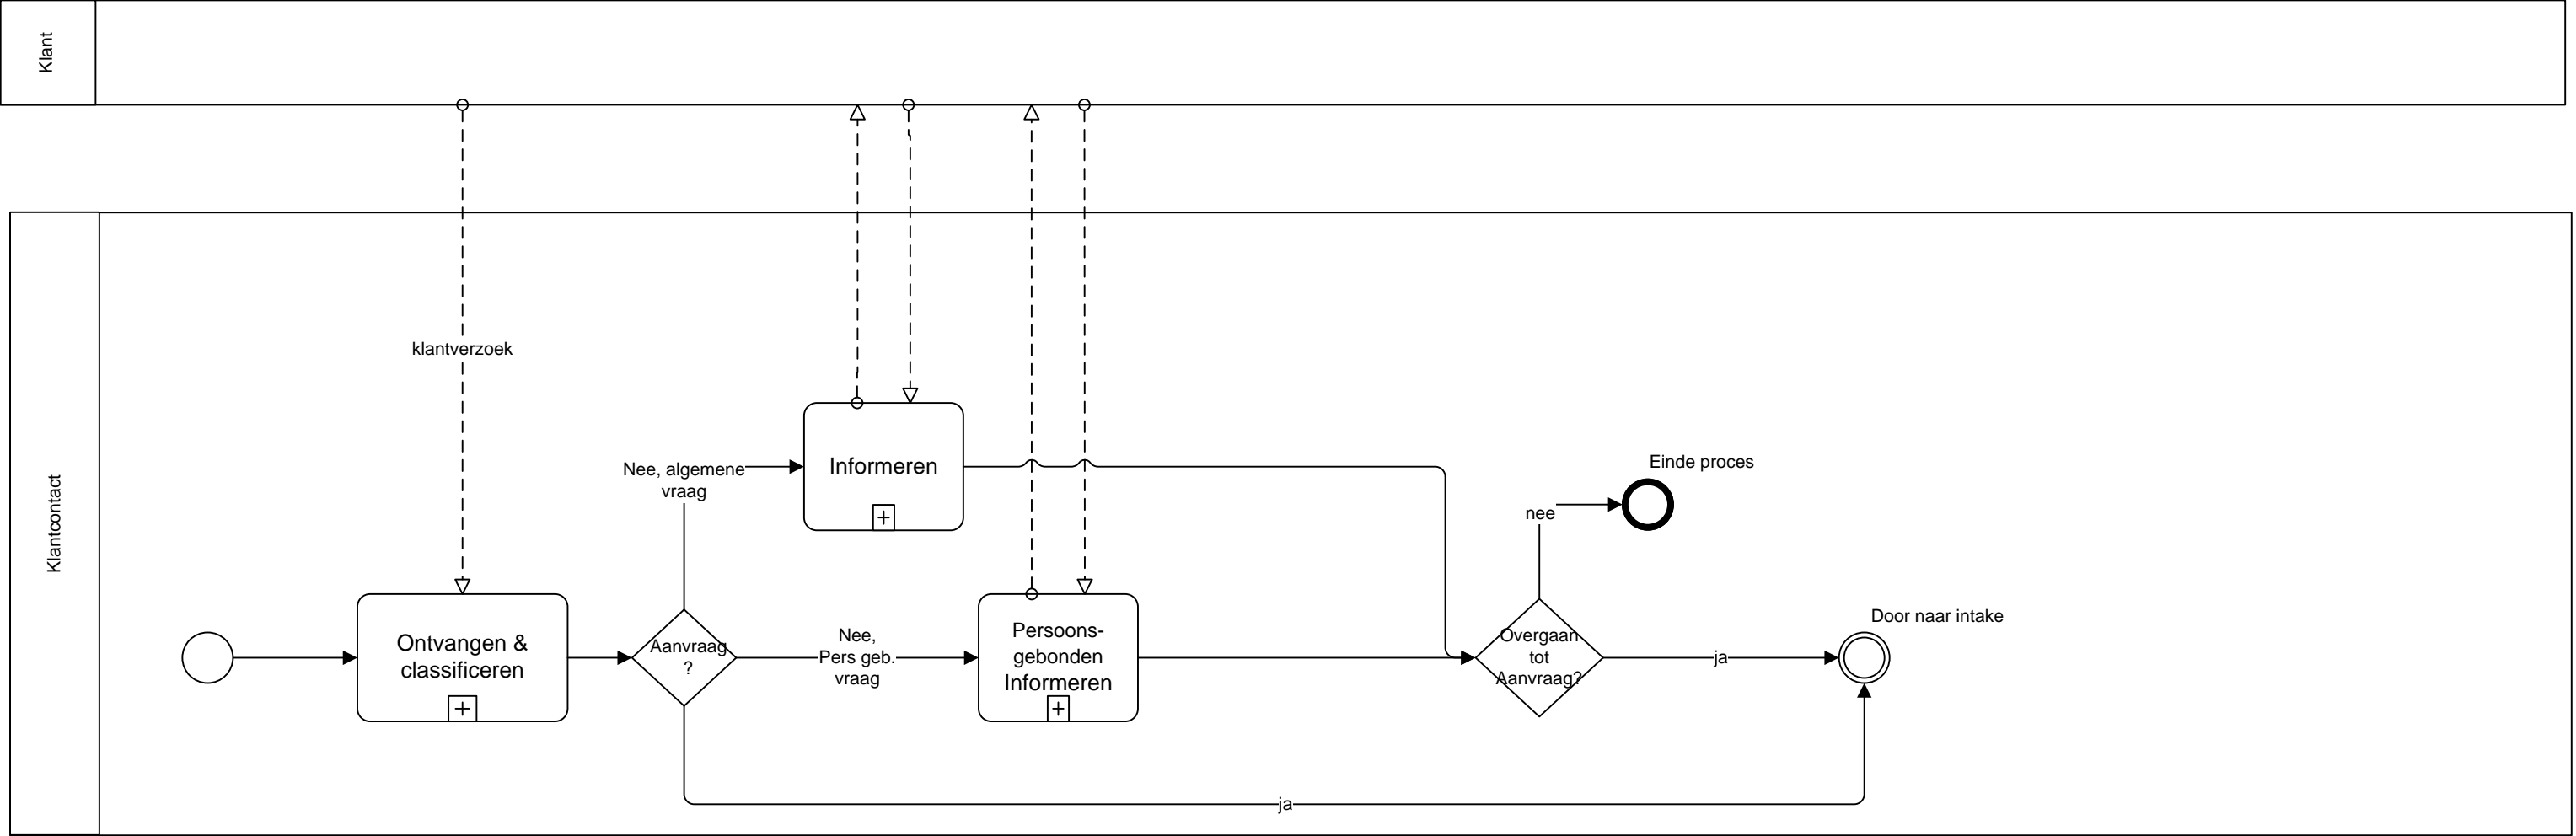 Klant
Klantcontact
klantverzoek
Ontvangen &
classificeren
Aanvraag
?
Nee, algemene
vraag
Informeren
Nee,
Pers geb.
vraag
Persoons-
gebonden
Informeren
Overgaan
tot
Aanvraag?
nee
Einde proces
ja
Door naar intake
ja